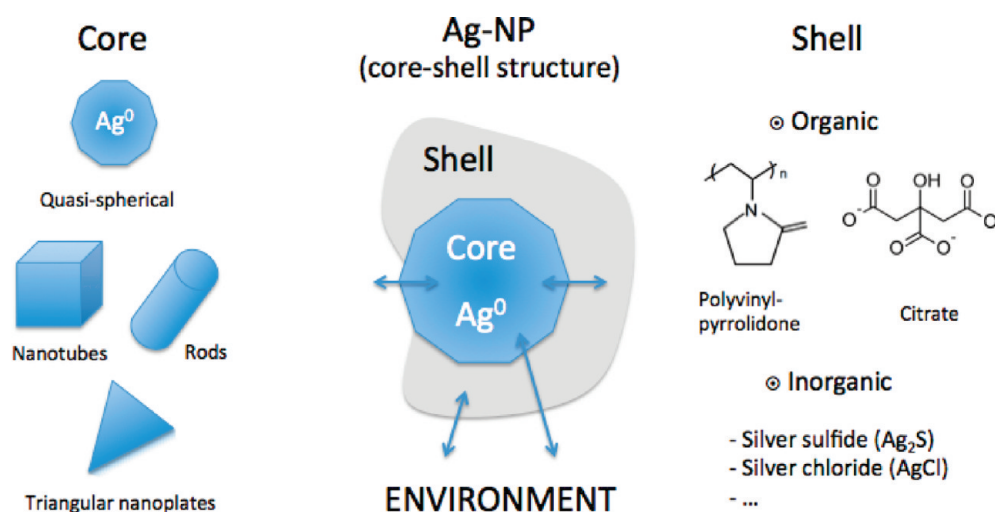 Core
Ag⁰
Quasi-spherical
Nanotubes
Rods
Triangular nanoplates
Ag-NP
(core-shell structure)
Shell
Core
Ag⁰
ENVIRONMENT
Shell
⊙ Organic
n
N
Polyvinyl-
pyrrolidone
O
OH
O
O⁻
O
O
O⁻
Citrate
⊙ Inorganic
- Silver sulfide (Ag₂S)
- Silver chloride (AgCl)
- ...